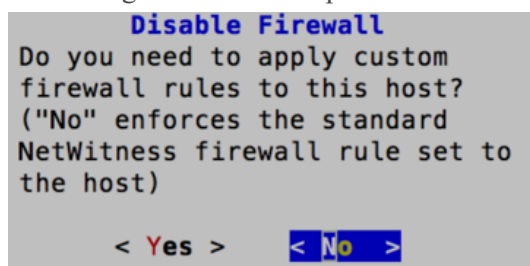 Disable Firewall
Do you need to apply custom
firewall rules to this host?
("No" enforces the standard
NetWitness firewall rule set to
the host)
< Yes > < No >